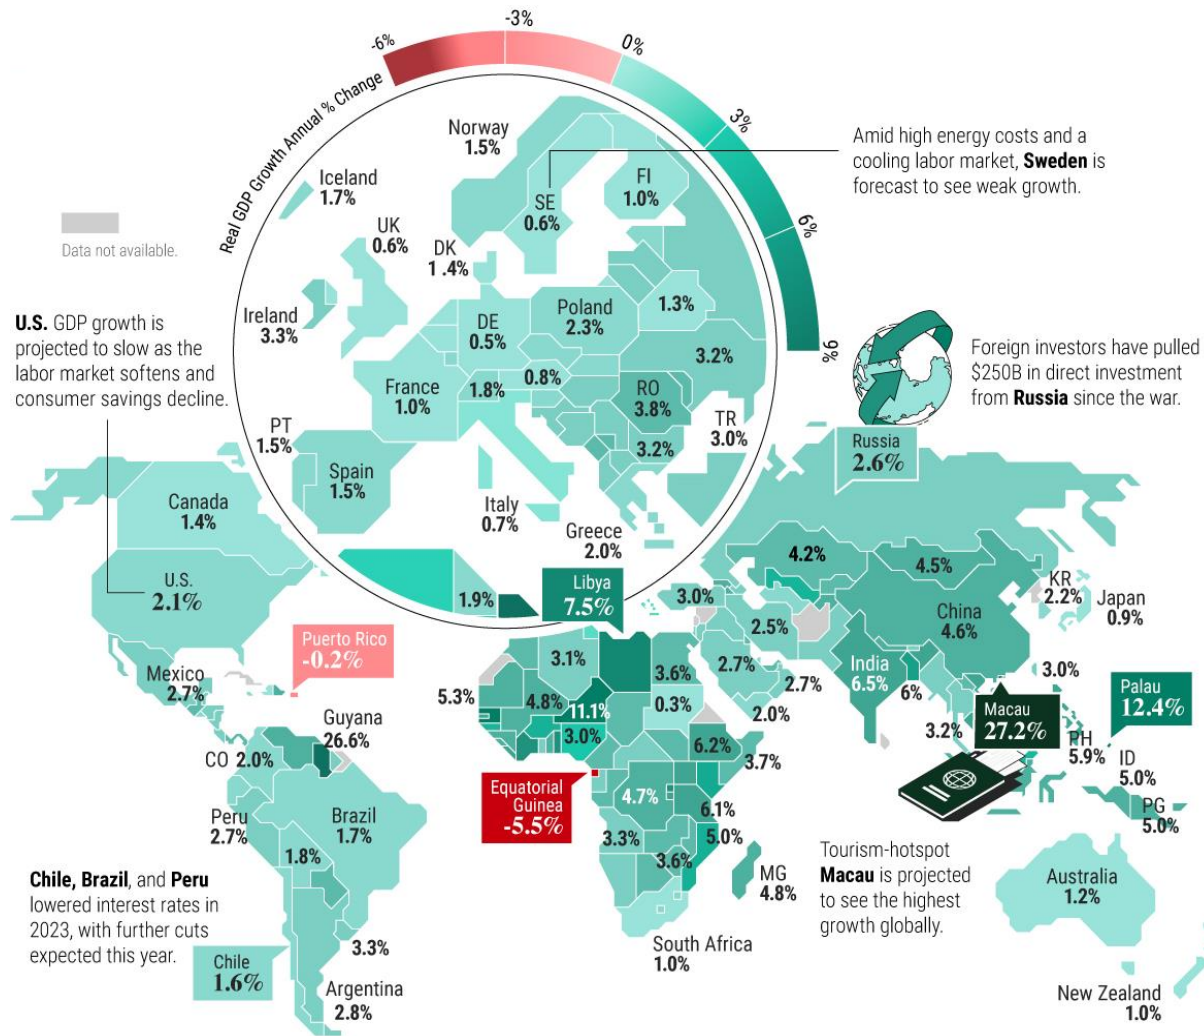 -6%
-3%
0%
3%
6%
9%
Real GDP Growth Annual % Change
Data not available.
Amid high energy costs and a
cooling labor market, Sweden is
forecast to see weak growth.
Norway
1.5%
Iceland
1.7%
FI
1.0%
SE
0.6%
UK
0.6%
DK
1.4%
Ireland
3.3%
Poland
2.3%
1.3%
DE
0.5%
3.2%
France
1.0%
1.8%
0.8%
RO
3.8%
TR
3.0%
3.2%
PT
1.5%
Spain
1.5%
Italy
0.7%
Greece
2.0%
1.9%
U.S. GDP growth is
projected to slow as the
labor market softens and
consumer savings decline.
Foreign investors have pulled
$250B in direct investment
from Russia since the war.
Russia
2.6%
Canada
1.4%
U.S.
2.1%
Puerto Rico
-0.2%
Mexico
2.7%
Guyana
26.6%
CO 2.0%
Peru
2.7%
Brazil
1.7%
1.8%
3.3%
Chile
1.6%
Argentina
2.8%
Chile, Brazil, and Peru
lowered interest rates in
2023, with further cuts
expected this year.
Libya
7.5%
3.1%
3.6%
5.3%
4.8%
11.1%
0.3%
3.0%
6.2%
3.7%
Equatorial
Guinea
-5.5%
4.7%
6.1%
5.0%
3.3%
3.6%
MG
4.8%
South Africa
1.0%
3.0%
4.2%
4.5%
KR
2.2%
Japan
0.9%
China
4.6%
2.5%
2.7%
2.7%
2.0%
India
6.5%
6%
3.0%
Macau
27.2%
Palau
12.4%
3.2%
PH
5.9%
ID
5.0%
PG
5.0%
Tourism-hotspot
Macau is projected
to see the highest
growth globally.
Australia
1.2%
New Zealand
1.0%